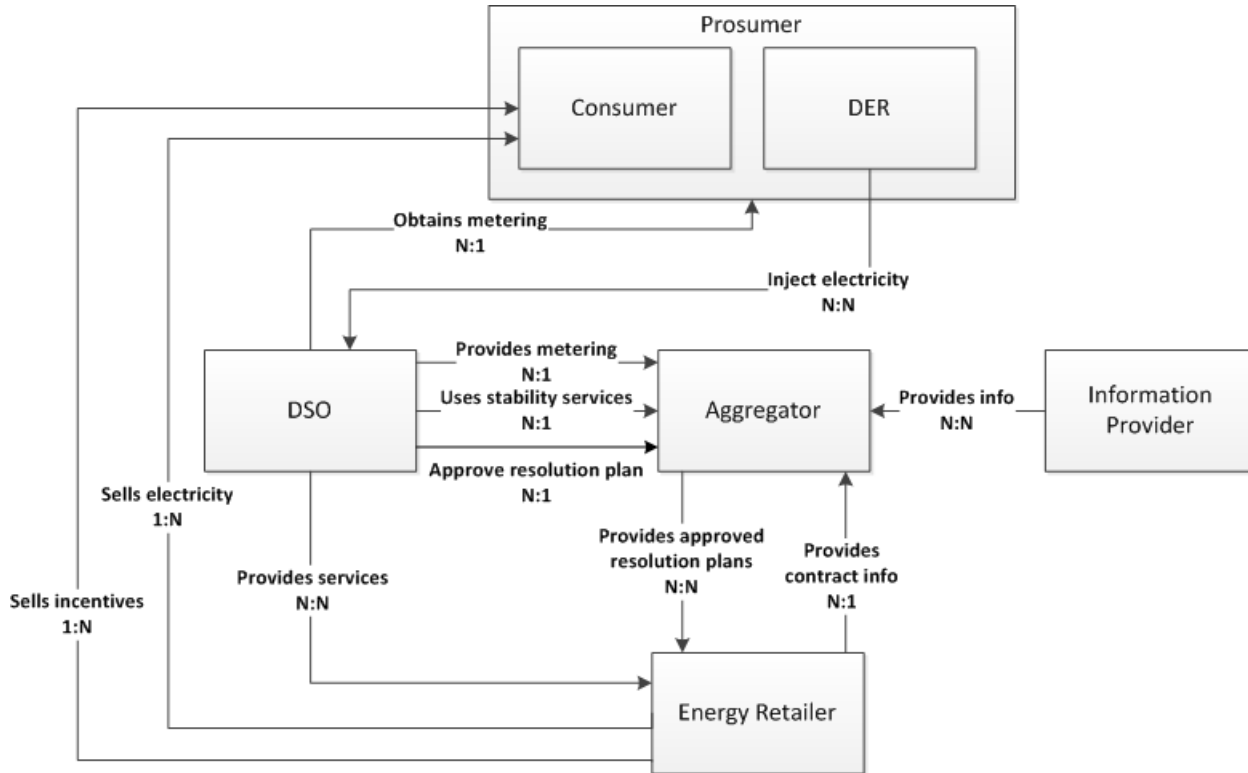 Prosumer
Consumer
DER
Obtains metering
N:1
Inject electricity
N:N
DSO
Provides metering
N:1
Uses stability services
N:1
Approve resolution plan
N:1
Aggregator
Provides info
N:N
Information
Provider
Sells electricity
1:N
Sells incentives
1:N
Provides services
N:N
Provides approved
resolution plans
N:N
Provides
contract info
N:1
Energy Retailer